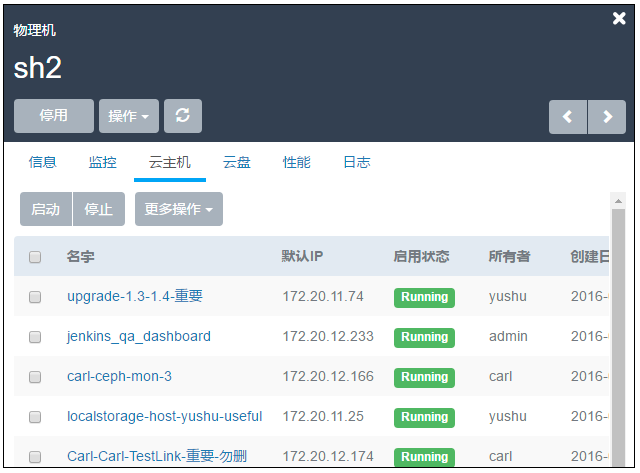 物理机
sh2
停用 操作
信息 监控 云主机 云盘 性能 日志
启动 停止 更多操作
名字 默认IP 启用状态 所有者 创建日
upgrade-1.3-1.4-重要 172.20.11.74 Running yushu 2016-
jenkins_qa_dashboard 172.20.12.233 Running admin 2016-
carl-ceph-mon-3 172.20.12.166 Running carl 2016-
localstorage-host-yushu-useful 172.20.11.25 Running yushu 2016-
Carl-Carl-TestLink-重要-勿删 172.20.12.174 Running carl 2016-